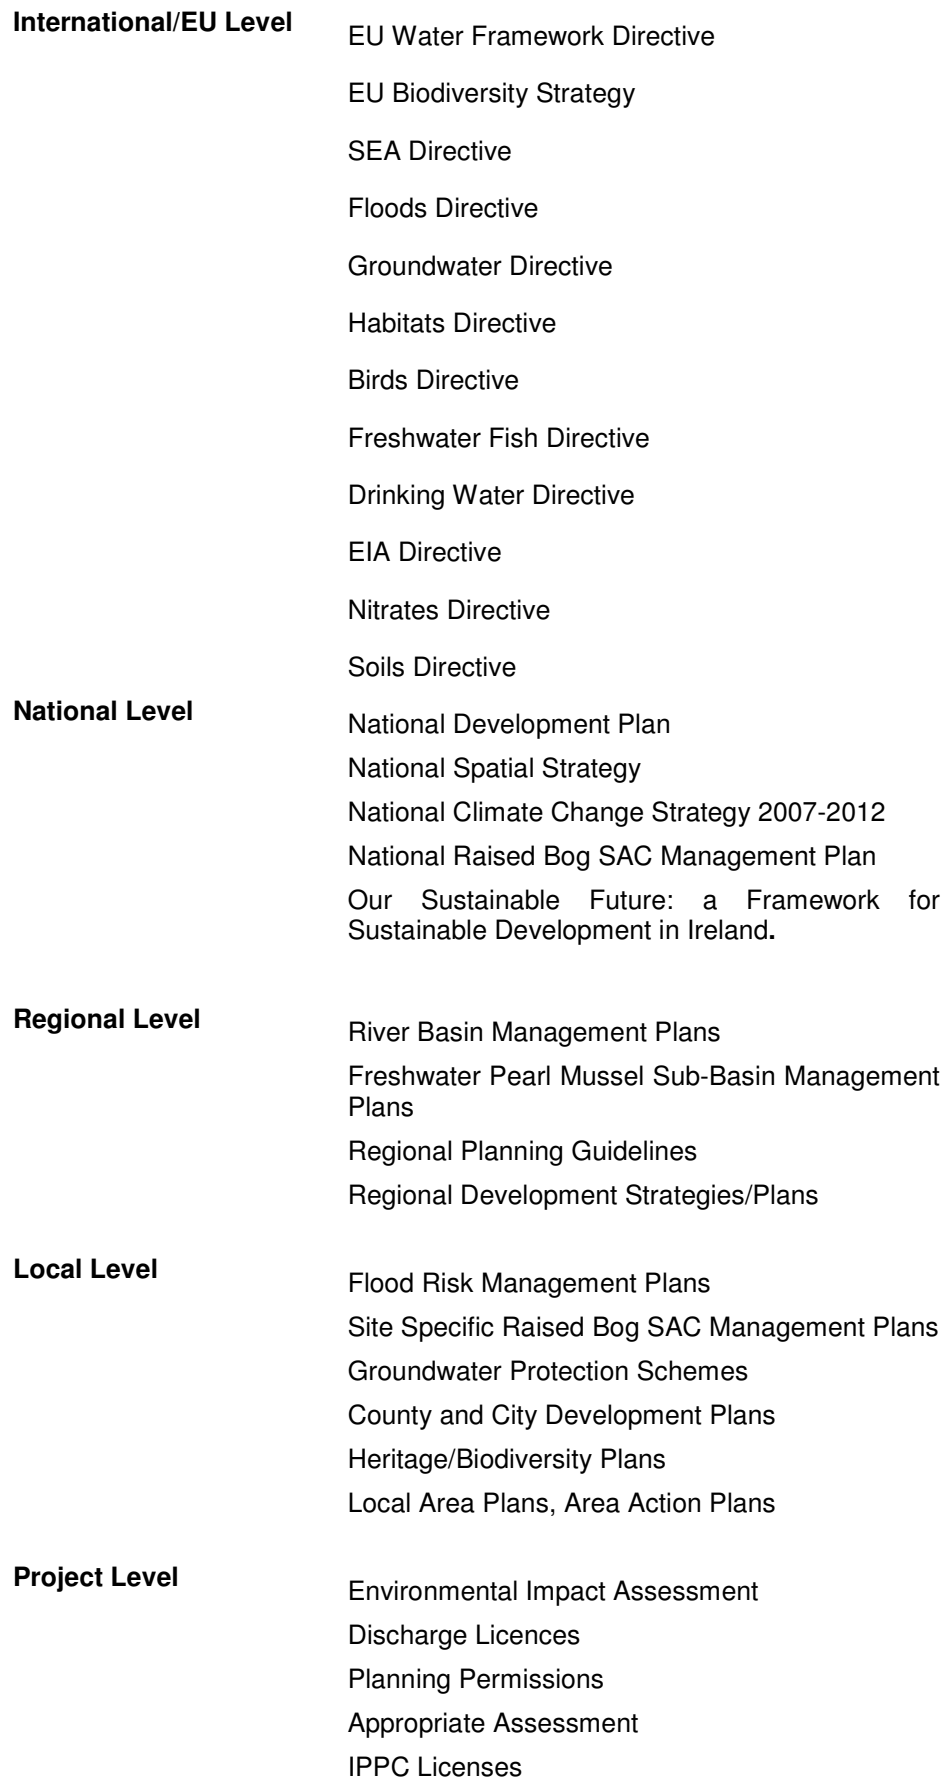 International/EU Level
EU Water Framework Directive
EU Biodiversity Strategy
SEA Directive
Floods Directive
Groundwater Directive
Habitats Directive
Birds Directive
Freshwater Fish Directive
Drinking Water Directive
EIA Directive
Nitrates Directive
Soils Directive
National Level
National Development Plan
National Spatial Strategy
National Climate Change Strategy 2007-2012
National Raised Bog SAC Management Plan
Our Sustainable Future: a Framework for
Sustainable Development in Ireland.
Regional Level
River Basin Management Plans
Freshwater Pearl Mussel Sub-Basin Management
Plans
Regional Planning Guidelines
Regional Development Strategies/Plans
Local Level
Flood Risk Management Plans
Site Specific Raised Bog SAC Management Plans
Groundwater Protection Schemes
County and City Development Plans
Heritage/Biodiversity Plans
Local Area Plans, Area Action Plans
Project Level
Environmental Impact Assessment
Discharge Licences
Planning Permissions
Appropriate Assessment
IPPC Licenses